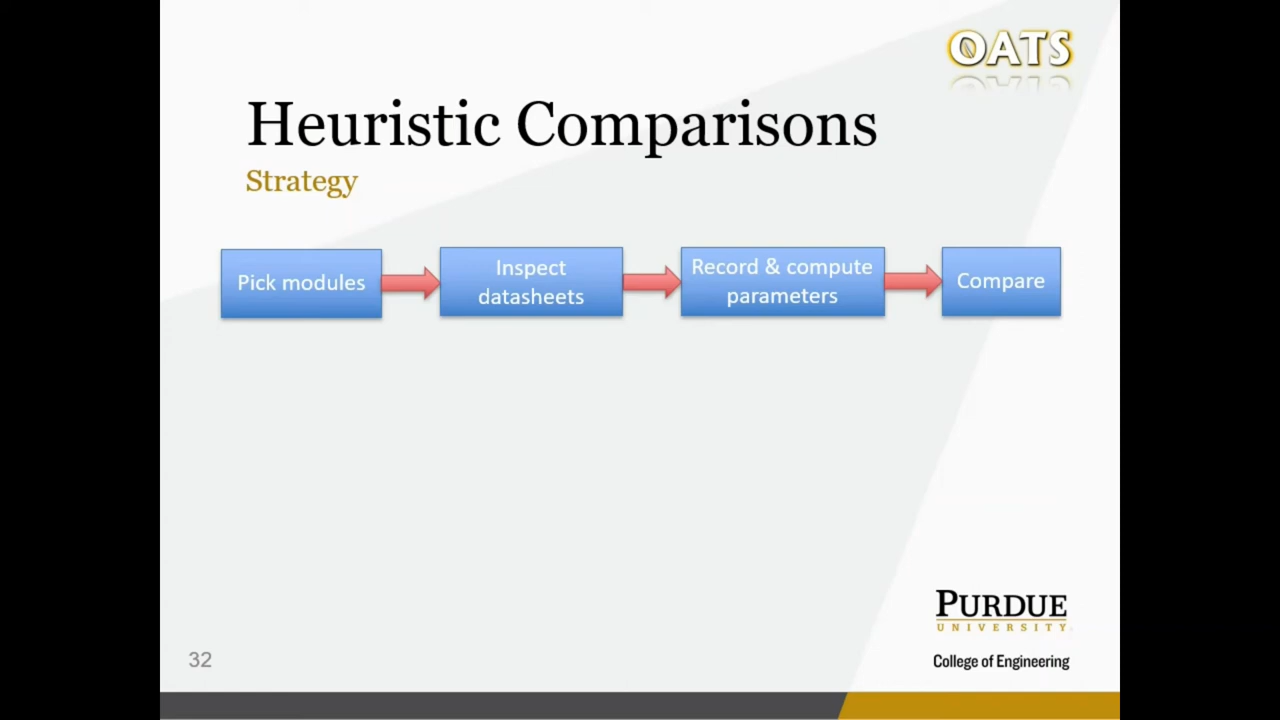 OATS
Heuristic Comparisons
Strategy
Pick modules
Inspect
datasheets
Record & compute
parameters
Compare
PURDUE
UNIVERSITY
College of Engineering
32